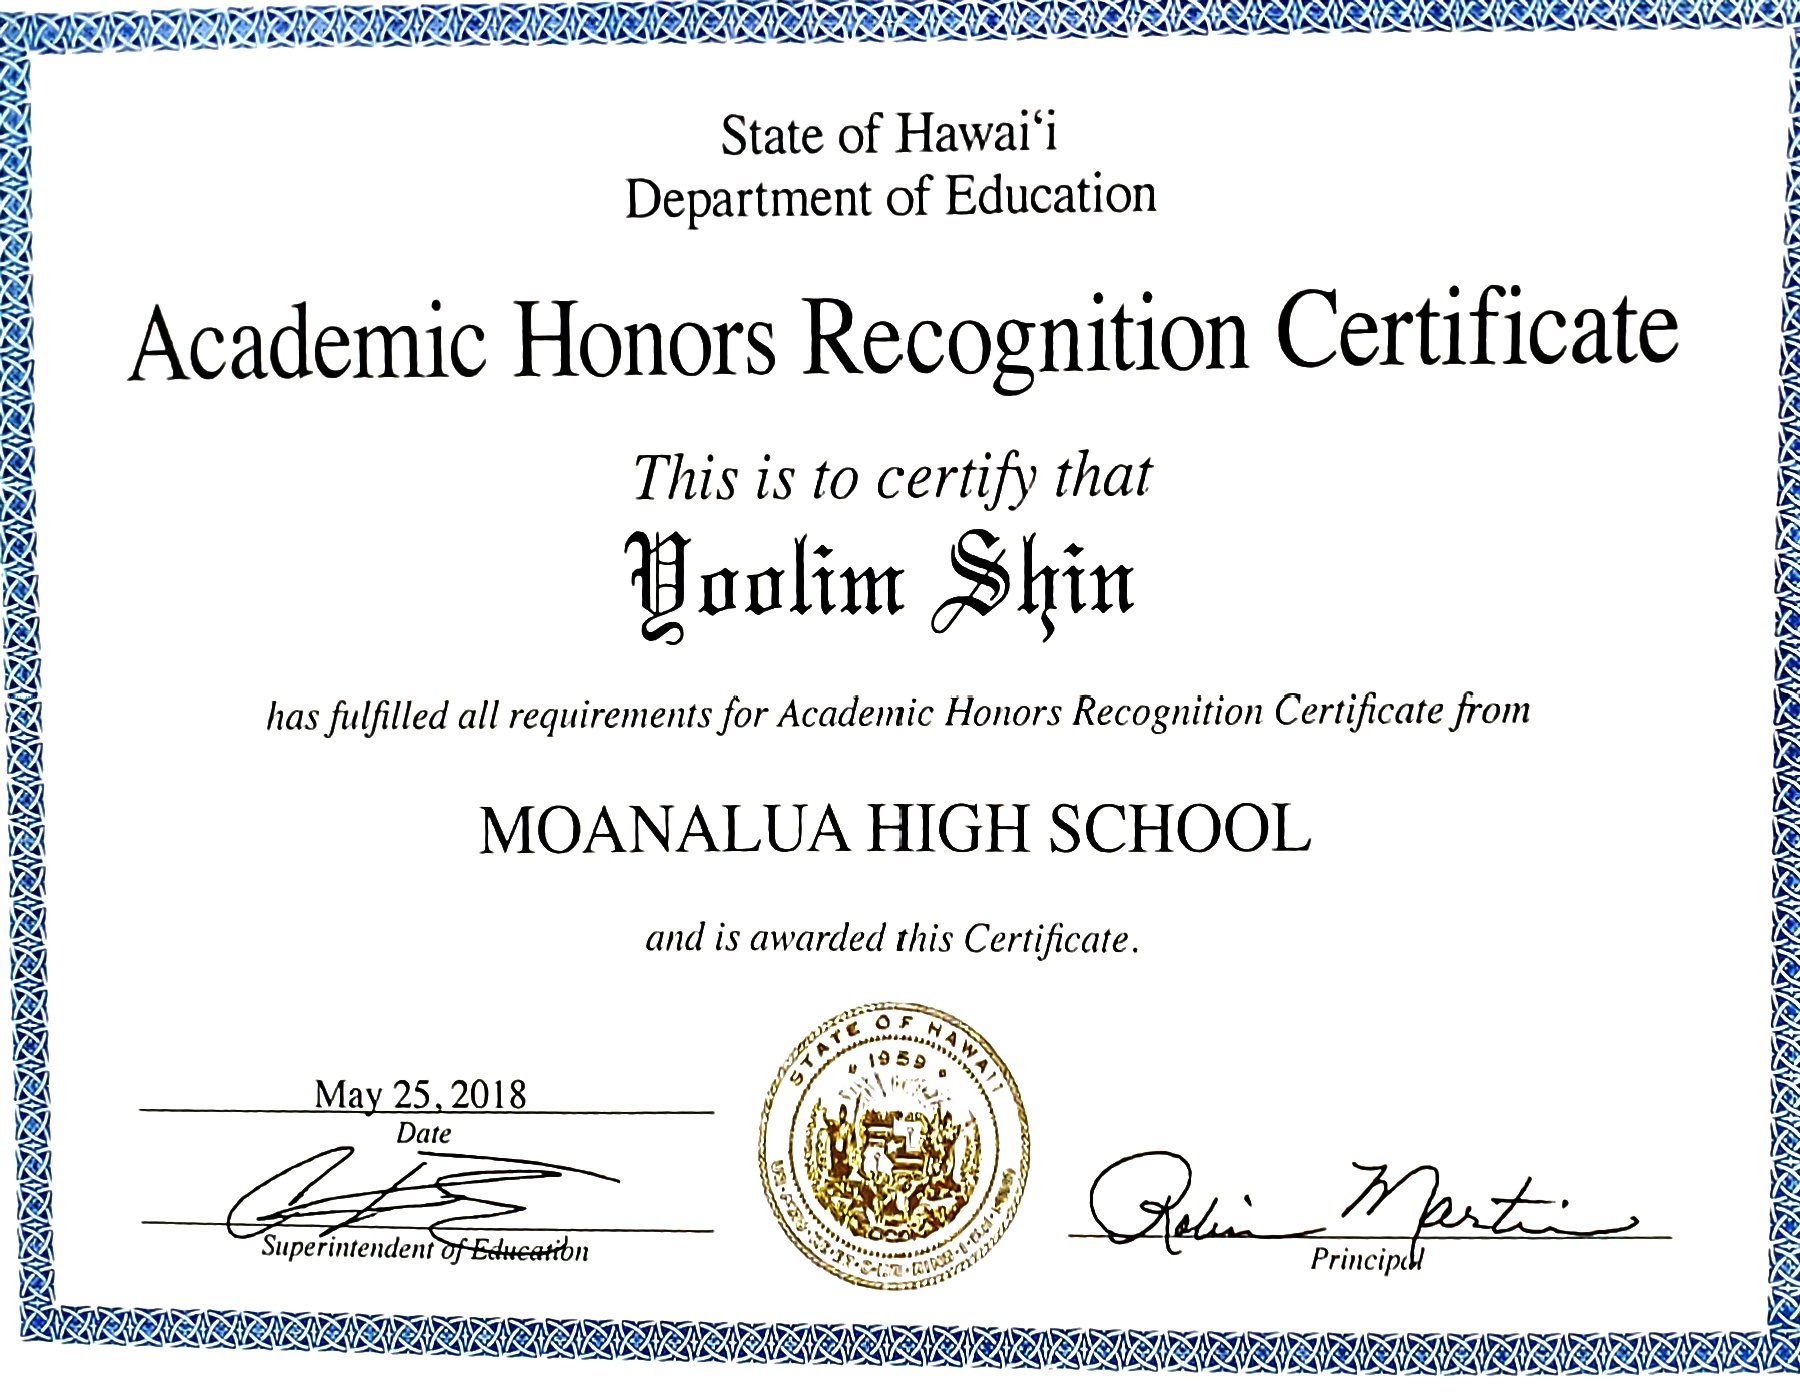 State of Hawaiʻi
Department of Education
Academic Honors Recognition Certificate
This is to certify that
Yoolim Shin
has fulfilled all requirements for Academic Honors Recognition Certificate from
MOANALUA HIGH SCHOOL
and is awarded this Certificate.
STATE OF HAWAII
1959
May 25, 2018
Date
Superintendent of Education
Robin Martin
Principal